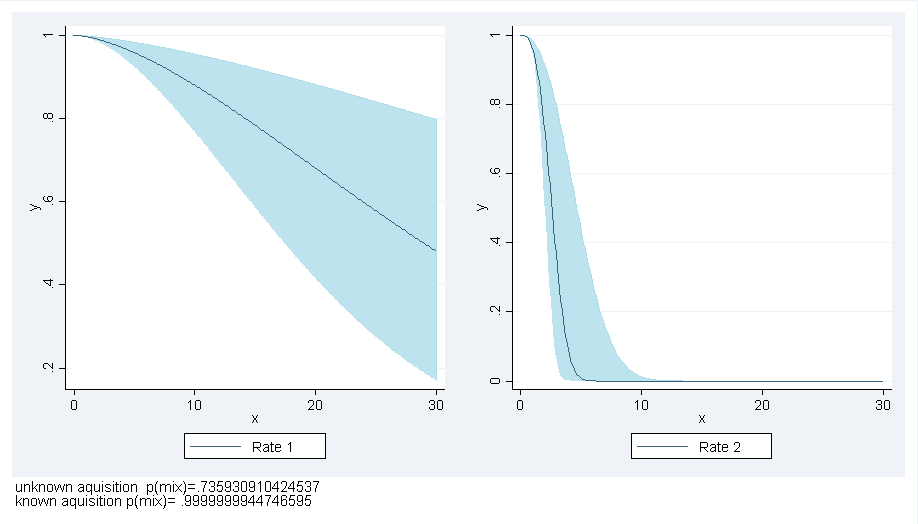 1
.8
.6
.4
.2
y
0
10
20
30
x
Rate 1
1
.8
.6
.4
.2
0
y
0
10
20
30
x
Rate 2
unknown aquisition p(mix)=.735930910424537
known aquisition p(mix)= .9999999944746595